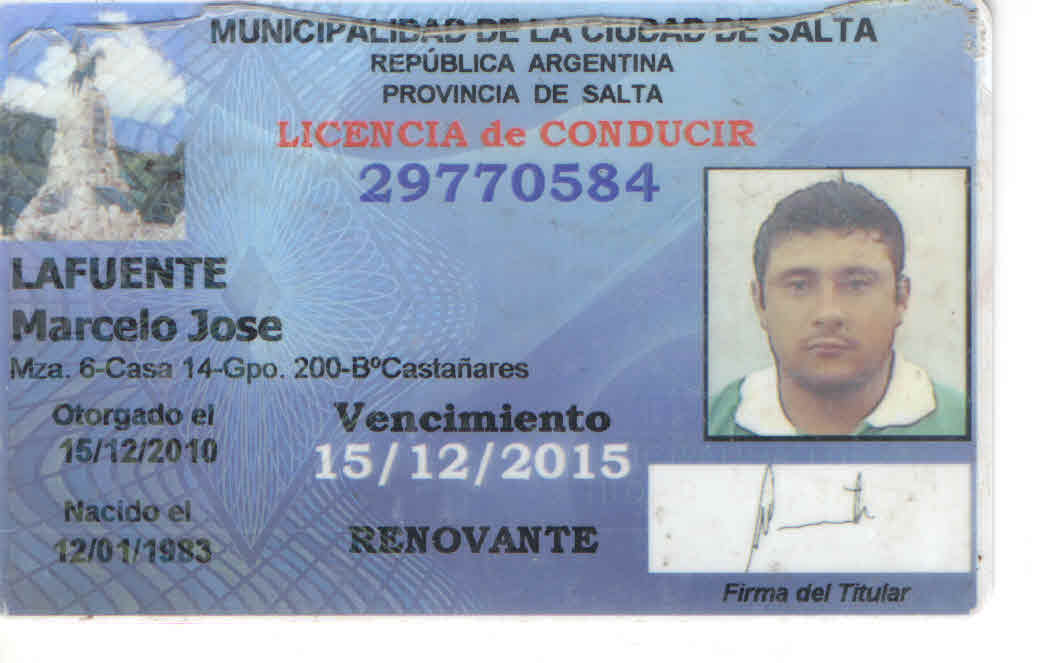 MUNICIPALIDAD DE LA CIUDAD DE SALTA
REPÚBLICA ARGENTINA
PROVINCIA DE SALTA
LICENCIA de CONDUCIR
29770584
LAFUENTE
Marcelo Jose
Mza. 6-Casa 14-Gpo. 200-BºCastañares
Otorgado el
15/12/2010
Vencimiento
15/12/2015
Nacido el
12/01/1983
RENOVANTE
Firma del Titular